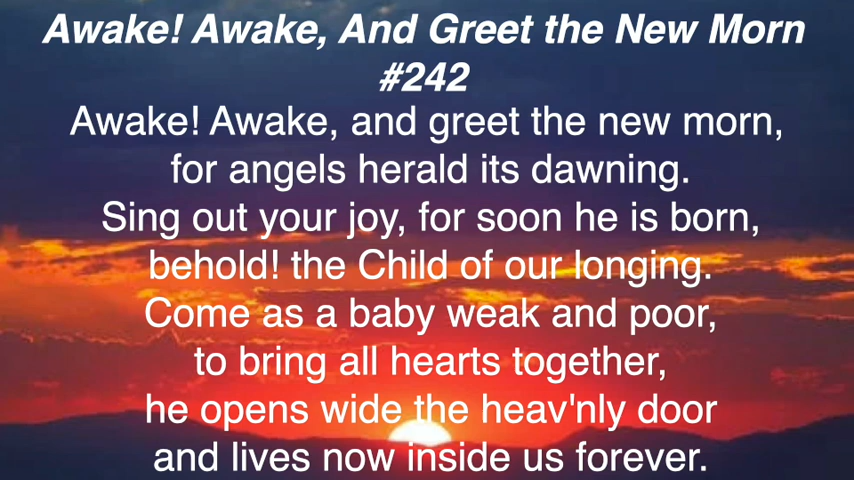 Awake! Awake, And Greet the New Morn
#242
Awake! Awake, and greet the new morn,
for angels herald its dawning.
Sing out your joy, for soon he is born,
behold! the Child of our longing.
Come as a baby weak and poor,
to bring all hearts together,
he opens wide the heav'nly door
and lives now inside us forever.